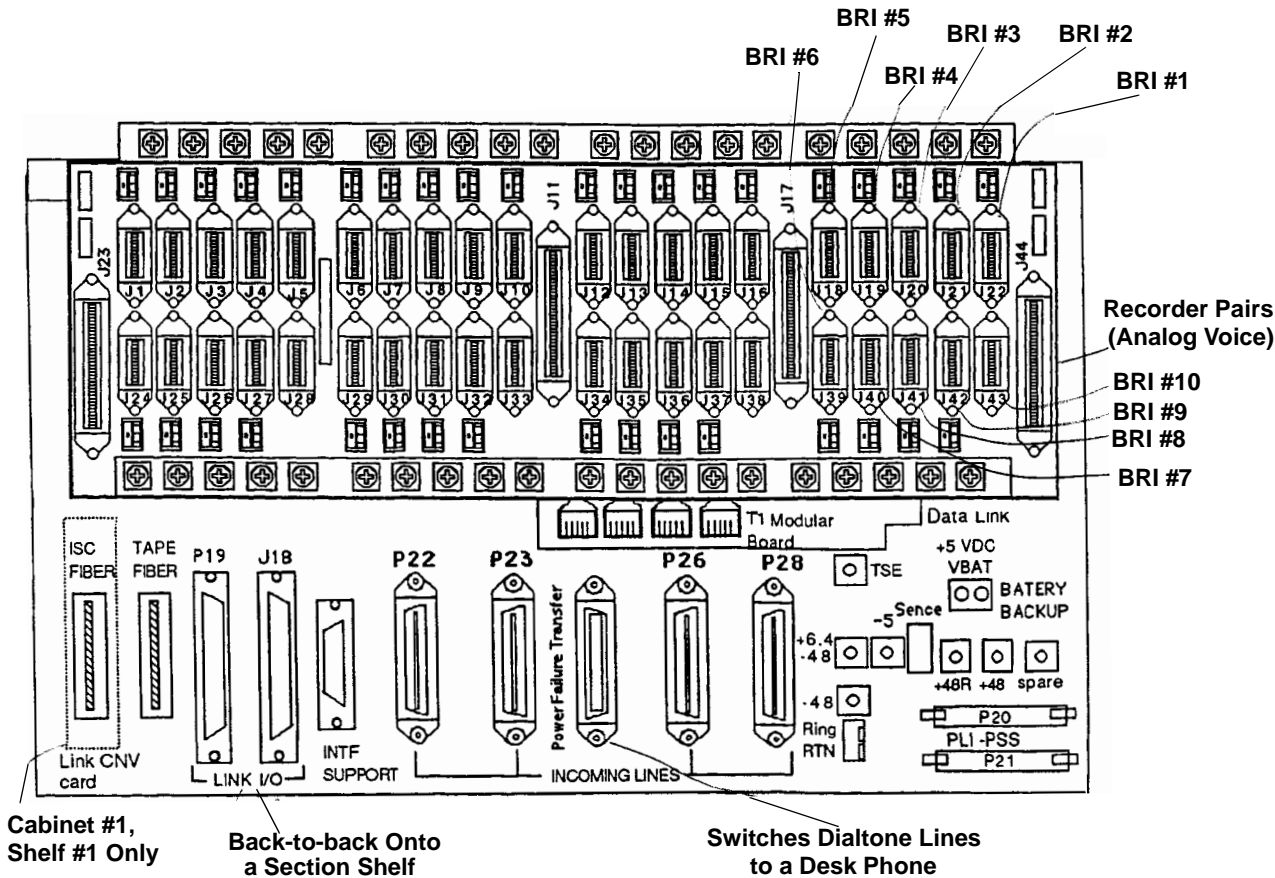 BRI #5
BRI #3
BRI #2
BRI #6
BRI #4
BRI #1
J11
J17
J23
J44
J1 J2 J3 J4 J5 J6 J7 J8 J9 J10 J12 J13 J14 J15 J16 J18 J19 J20 J21 J22
Recorder Pairs
(Analog Voice)
J24 J25 J26 J27 J28 J29 J30 J31 J32 J33 J34 J35 J36 J37 J38 J39 J40 J41 J42 J43
BRI #10
BRI #9
BRI #8
BRI #7
T1 Modular
Board
Data Link
ISC
FIBER
TAPE
FIBER
P19
J1B
P22
P23
P26
P28
TSE
+5 VDC
VBAT
BATERY
BACKUP
Sence
-5
+6.4
-48
+48R
+48
spare
Power Failure Transfer
-48
Ring
RTN
P20
PLI-PSS
P21
Link CNV
card
LINK I/O
INTF
SUPPORT
INCOMING LINES
Cabinet #1,
Shelf #1 Only
Back-to-back Onto
a Section Shelf
Switches Dialtone Lines
to a Desk Phone